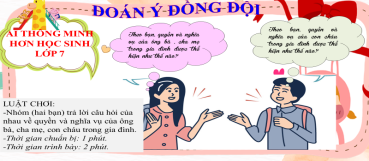 ĐOÁN Ý ĐỒNG ĐỘI
AI THÔNG MINH
HƠN HỌC SINH
LỚP 7
Theo bạn, quyền và nghĩa
vụ của ông bà, cha mẹ
trong gia đình được thể
hiện như thế nào?
Theo bạn, quyền và nghĩa
vụ của con cháu
trong gia đình được thể
hiện như thế nào?
LUẬT CHƠI:
-Nhóm (hai bạn) trả lời câu hỏi của
nhau về quyền và nghĩa vụ của ông
bà, cha mẹ, con cháu trong gia đình.
-Thời gian chuẩn bị: 1 phút.
-Thời gian trình bày: 2 phút.